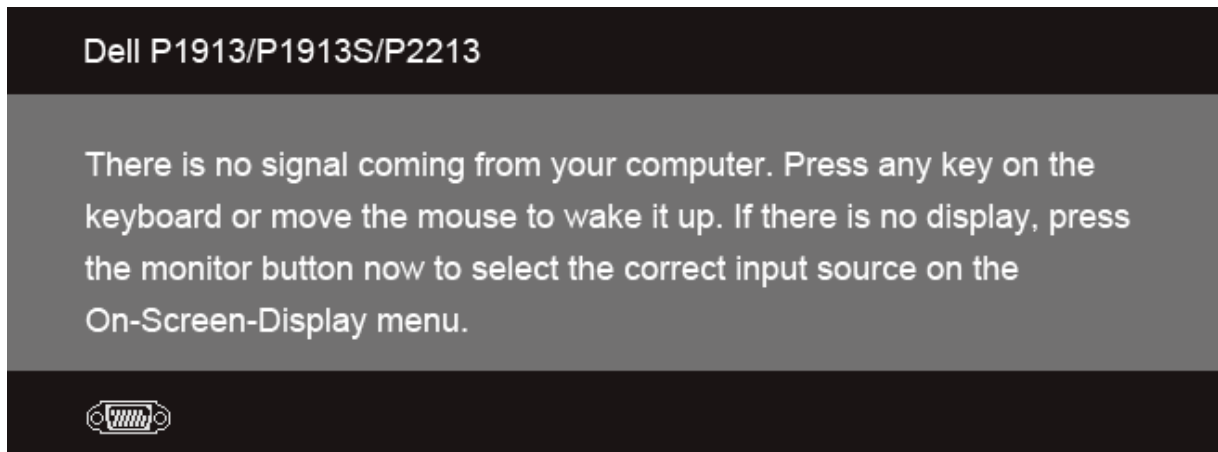 Dell P1913/P1913S/P2213
There is no signal coming from your computer. Press any key on the
keyboard or move the mouse to wake it up. If there is no display, press
the monitor button now to select the correct input source on the
On-Screen-Display menu.